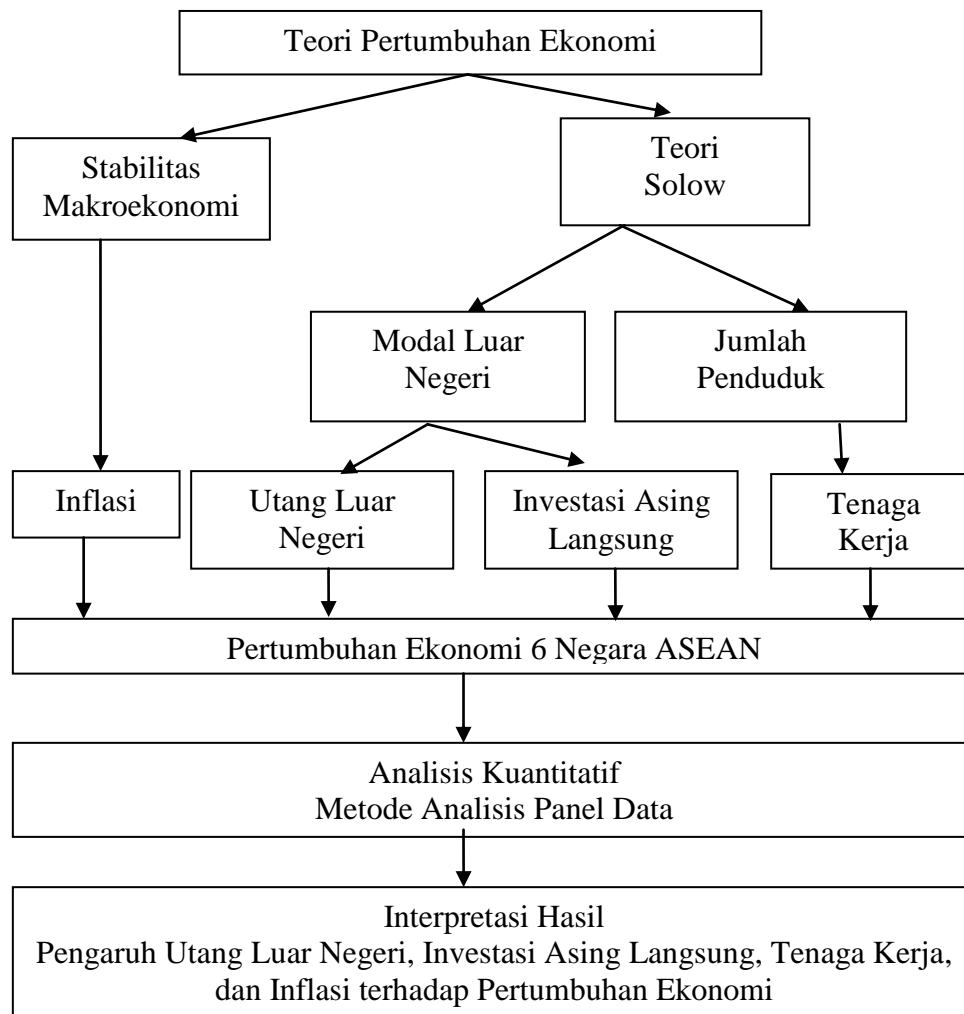 Teori Pertumbuhan Ekonomi
Stabilitas
Makroekonomi
Teori
Solow
Modal Luar
Negeri
Jumlah
Penduduk
Inflasi
Utang Luar
Negeri
Investasi Asing
Langsung
Tenaga
Kerja
Pertumbuhan Ekonomi 6 Negara ASEAN
Analisis Kuantitatif
Metode Analisis Panel Data
Interpretasi Hasil
Pengaruh Utang Luar Negeri, Investasi Asing Langsung, Tenaga Kerja,
dan Inflasi terhadap Pertumbuhan Ekonomi